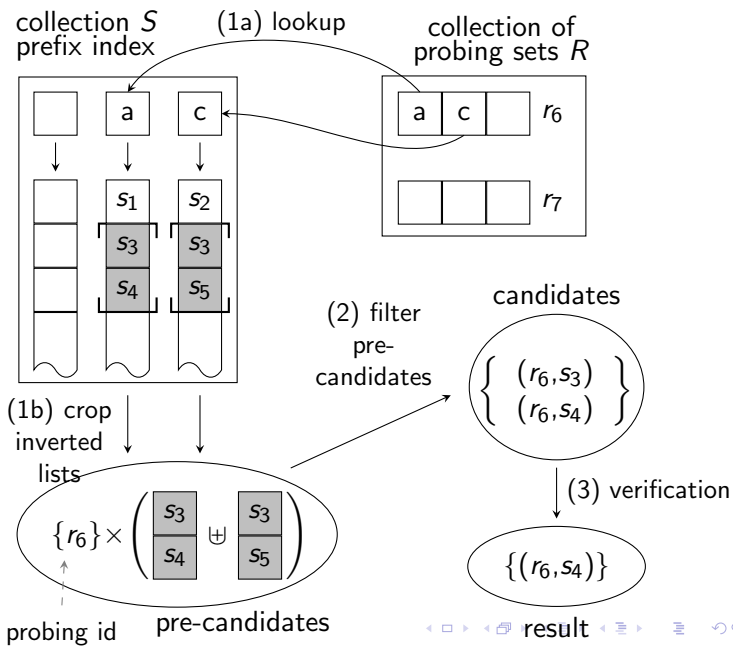 collection S
prefix index
(1a) lookup
collection of
probing sets R
a
c
a
c
r6
r7
s1
s2
s3
s3
s4
s5
(1b) crop
inverted
lists
(2) filter
pre-
candidates
candidates
{ (r6,s3)
(r6,s4) }
{r6}× ( s3 ⊎ s3 )
s4 s5
probing id
pre-candidates
(3) verification
{(r6,s4)}
result